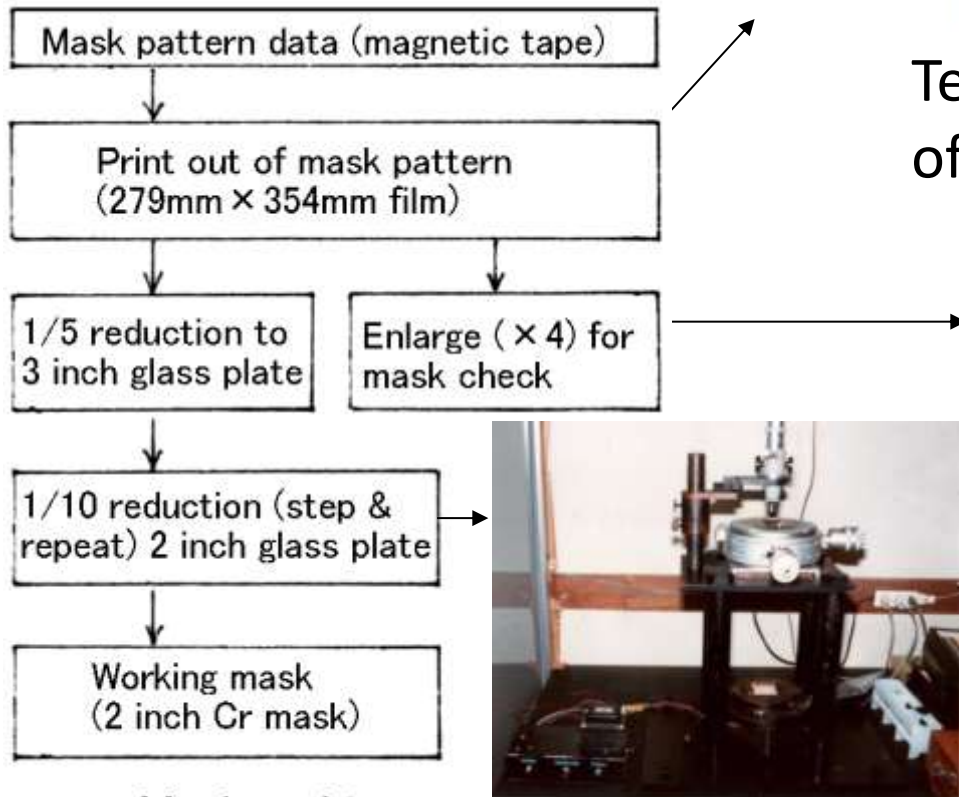 Mask pattern data (magnetic tape)
Print out of mask pattern
(279mm × 354mm film)
1/5 reduction to
3 inch glass plate
Enlarge (×4) for
mask check
1/10 reduction (step &
repeat) 2 inch glass plate
Working mask
(2 inch Cr mask)
Te
of